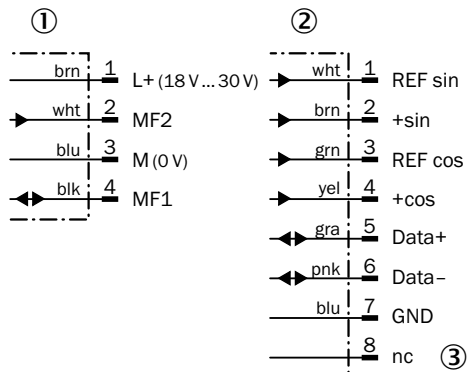 ① ②
brn 1 L+ (18 V ... 30 V)
wht 2 MF2
blu 3 M (0 V)
blk 4 MF1
wht 1 REF sin
brn 2 +sin
grn 3 REF cos
yel 4 +cos
gra 5 Data+
pnk 6 Data–
blu 7 GND
8 nc ③